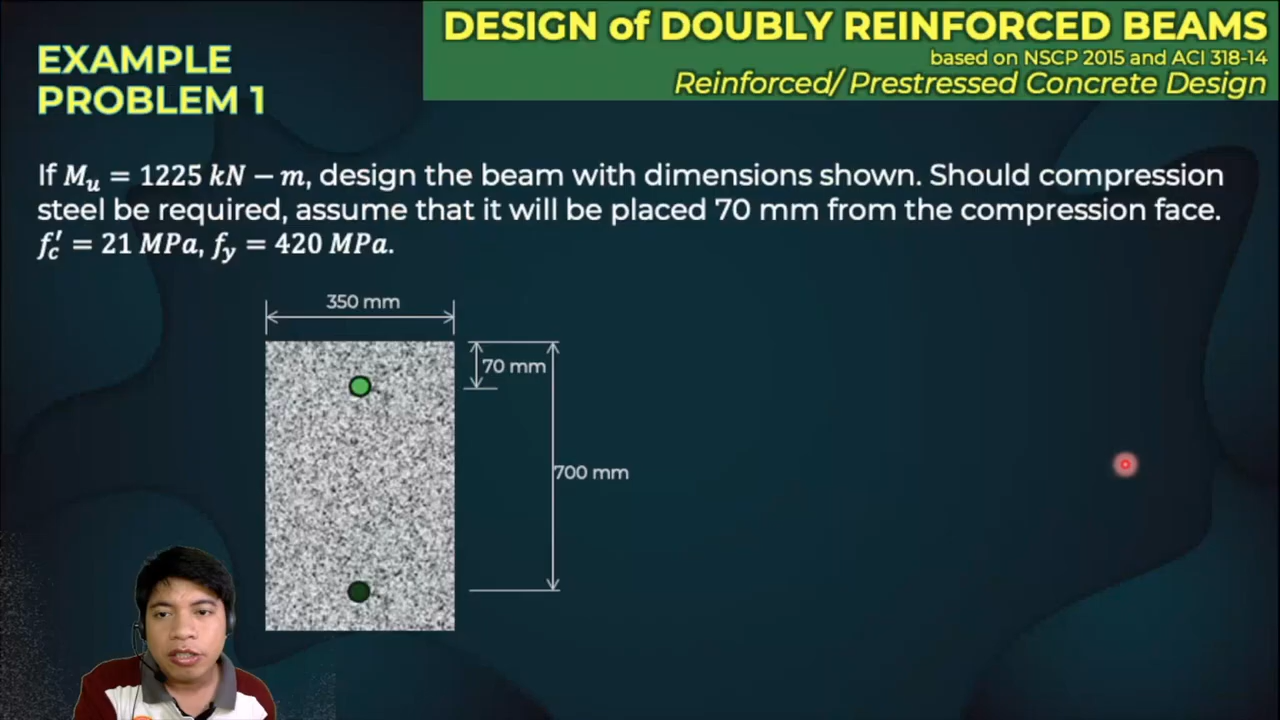 EXAMPLE
PROBLEM 1
DESIGN of DOUBLY REINFORCED BEAMS
based on NSCP 2015 and ACI 318-14
Reinforced/ Prestressed Concrete Design
If Mᵤ = 1225 kN − m, design the beam with dimensions shown. Should compression
steel be required, assume that it will be placed 70 mm from the compression face.
f′c = 21 MPa, fy = 420 MPa.
350 mm
70 mm
700 mm